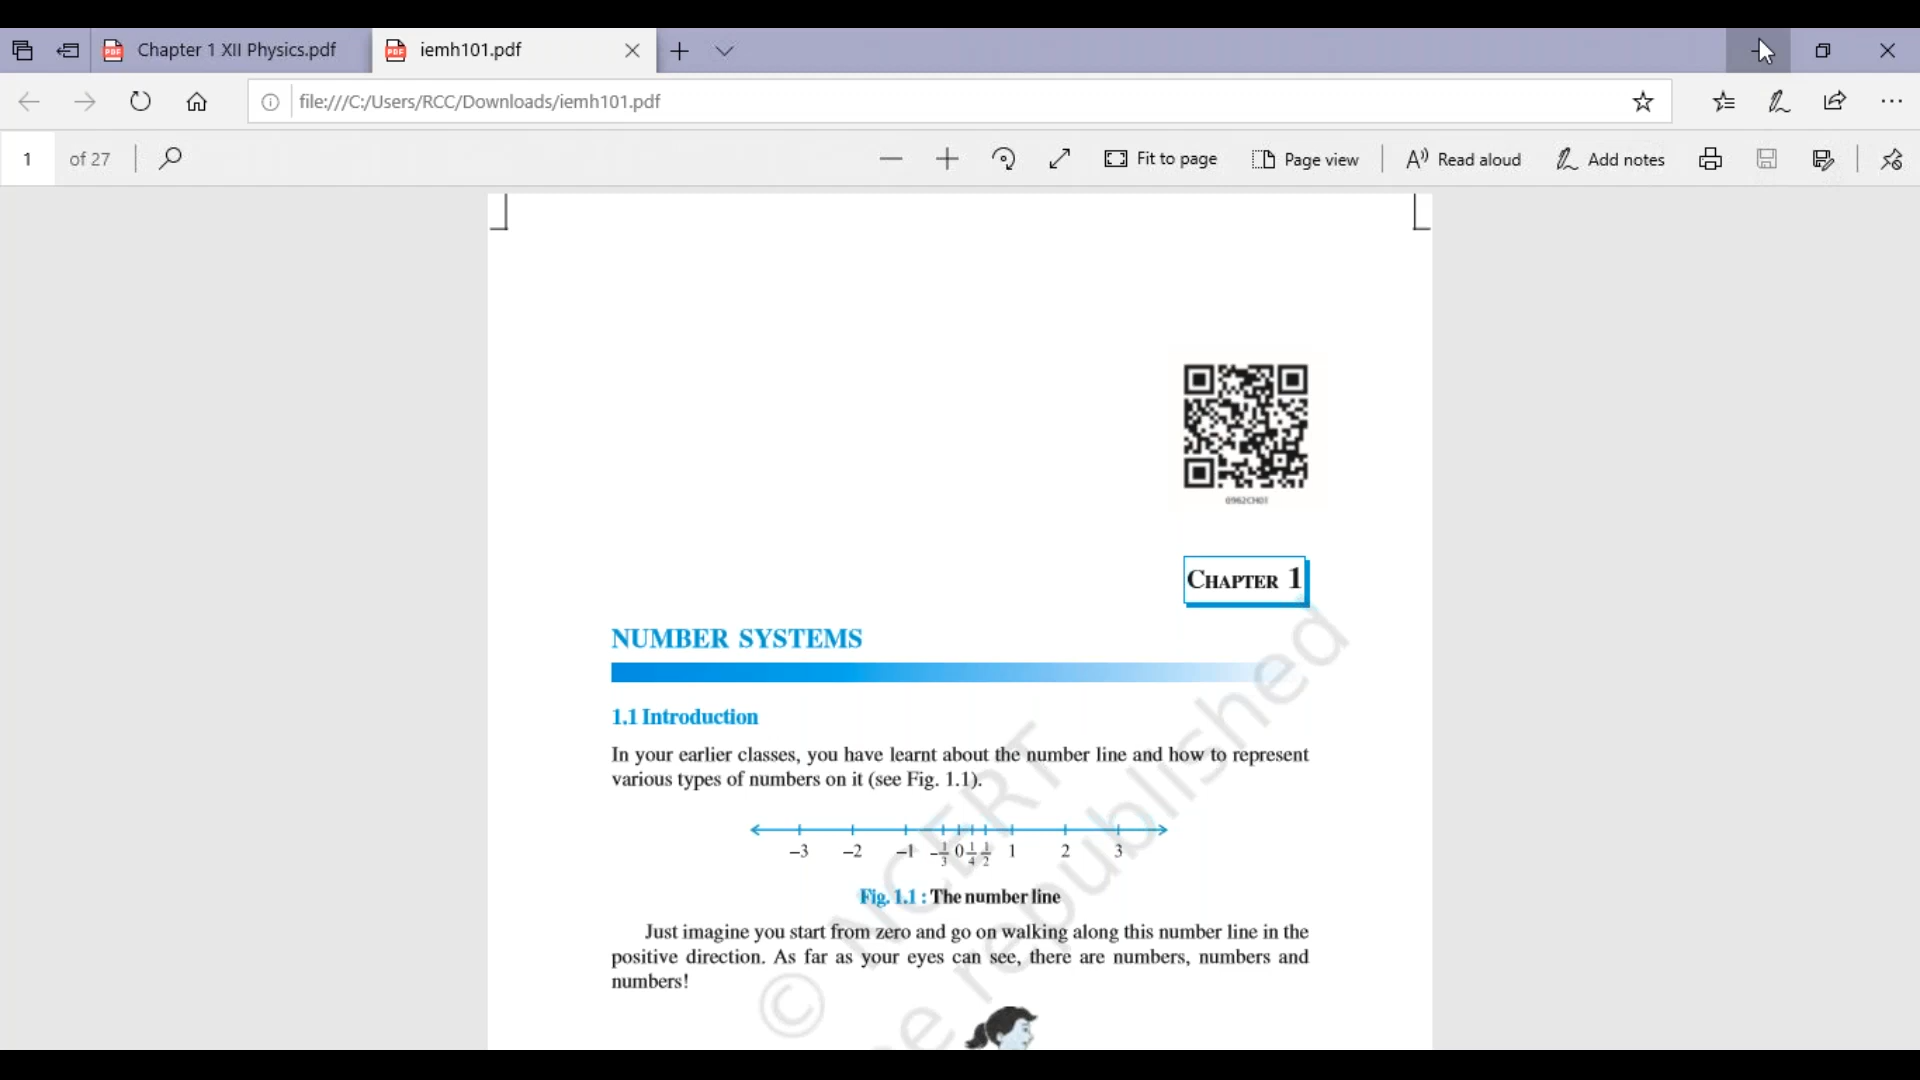 Chapter 1 XII Physics.pdf
iemh101.pdf
file:///C:/Users/RCC/Downloads/iemh101.pdf
1 of 27
Fit to page
Page view
Read aloud
Add notes
0962CH01
CHAPTER 1
NUMBER SYSTEMS
1.1 Introduction
In your earlier classes, you have learnt about the number line and how to represent
various types of numbers on it (see Fig. 1.1).
–3 –2 –1 –1/3 0 1/4 1/2 1 2 3
Fig. 1.1 : The number line
Just imagine you start from zero and go on walking along this number line in the
positive direction. As far as your eyes can see, there are numbers, numbers and
numbers!
© NCERT
be republished